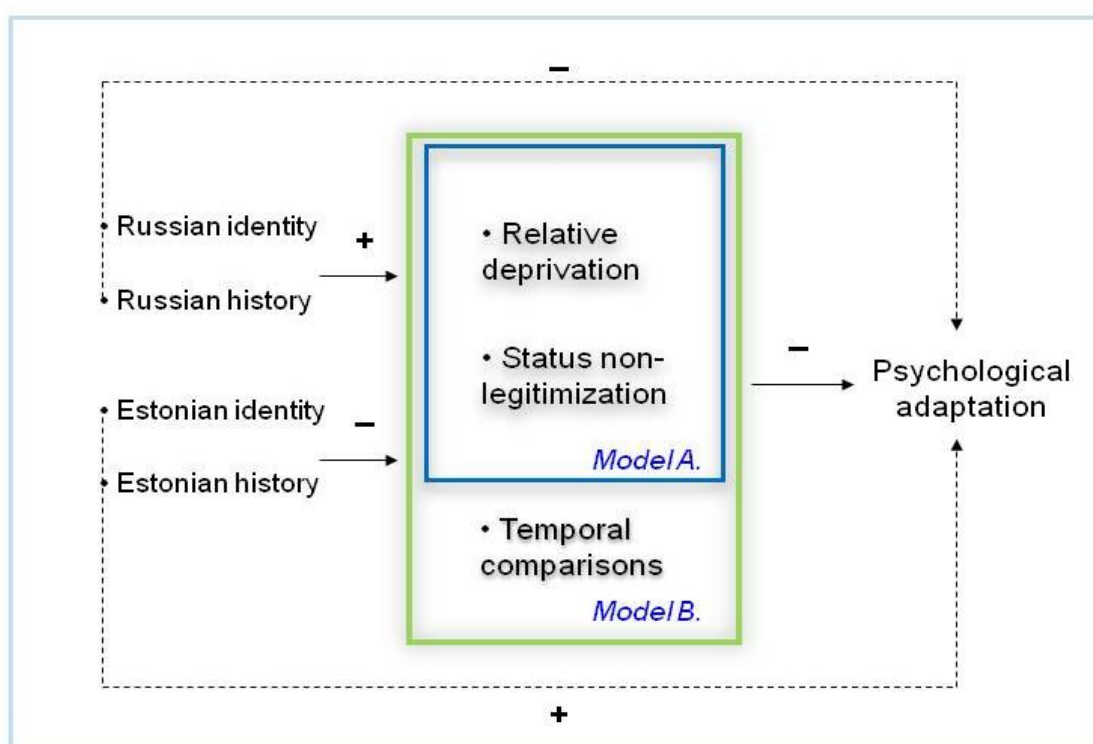 –
• Russian identity
• Russian history
+
• Estonian identity
• Estonian history
–
• Relative
deprivation
• Status non-
legitimization
Model A.
• Temporal
comparisons
Model B.
–
Psychological
adaptation
+